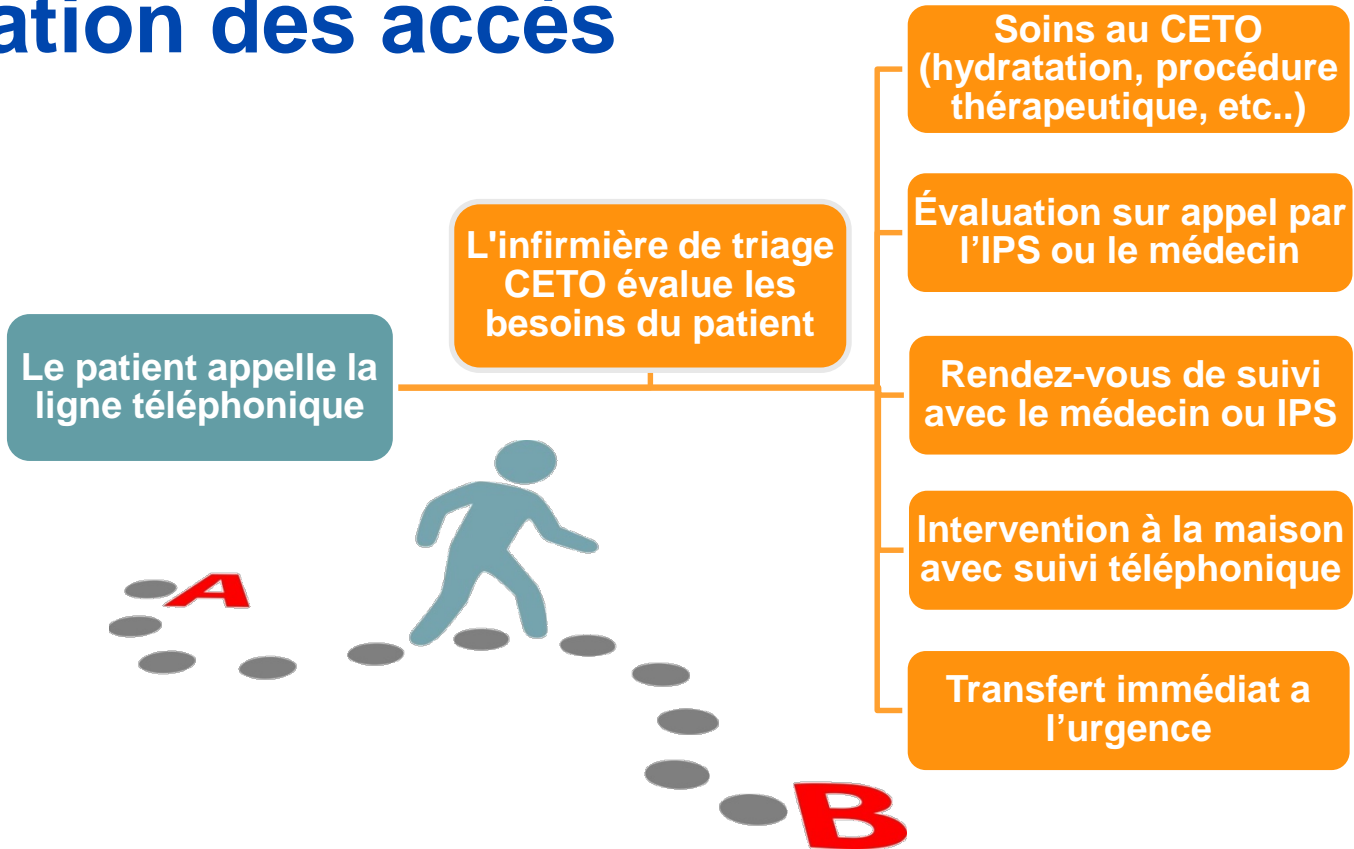 ation des accès
Le patient appelle la
ligne téléphonique
L'infirmière de triage
CETO évalue les
besoins du patient
Soins au CETO
(hydratation, procédure
thérapeutique, etc..)
Évaluation sur appel par
l’IPS ou le médecin
Rendez-vous de suivi
avec le médecin ou IPS
Intervention à la maison
avec suivi téléphonique
Transfert immédiat a
l’urgence
A
B